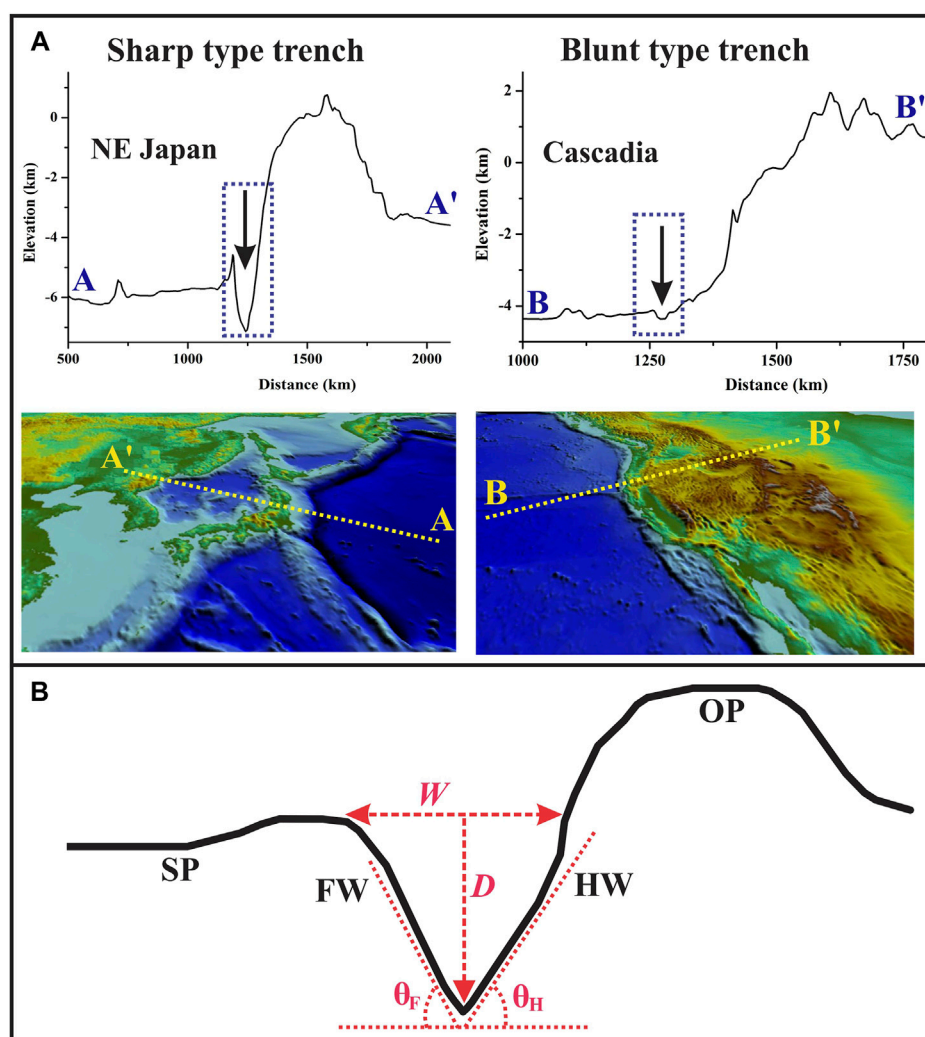 A
Sharp type trench
Blunt type trench
Elevation (km)
0
-2
-4
-6
NE Japan
A
A'
500
1000
1500
2000
Distance (km)
Elevation (km)
2
0
-2
-4
Cascadia
B
B'
1000
1250
1500
1750
Distance (km)
A'
A
B
B'
B
OP
W
SP
FW
D
HW
θF
θH